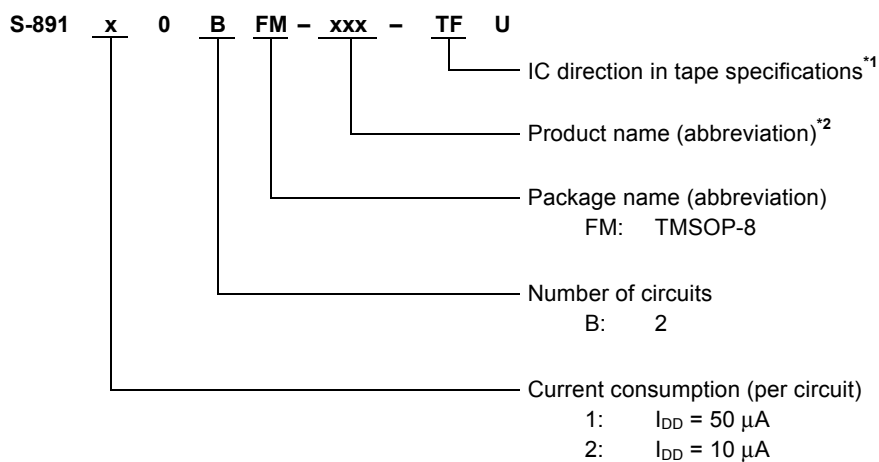 S-891 x 0 B FM – xxx – TF U
IC direction in tape specifications*1
Product name (abbreviation)*2
Package name (abbreviation)
FM: TMSOP-8
Number of circuits
B: 2
Current consumption (per circuit)
1: IDD = 50 μA
2: IDD = 10 μA